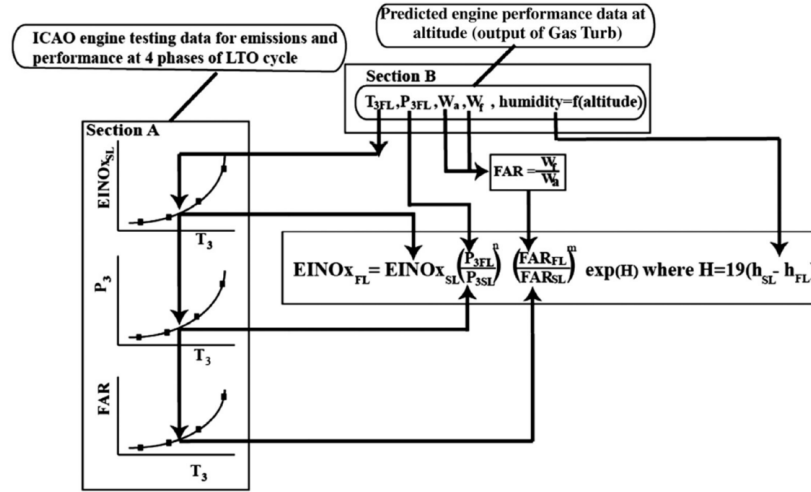 ICAO engine testing data for emissions and
performance at 4 phases of LTO cycle
Predicted engine performance data at
altitude (output of Gas Turb)
Section B
T3FL, P3FL, Wa, Wf, humidity=f(altitude)
Section A
EINOxSL
T3
FAR = Wf/Wa
EINOxFL = EINOxSL (P3FL/P3SL)^n (FARFL/FARSL)^m exp(H) where H=19(hSL- hFL)
P3
T3
FAR
T3